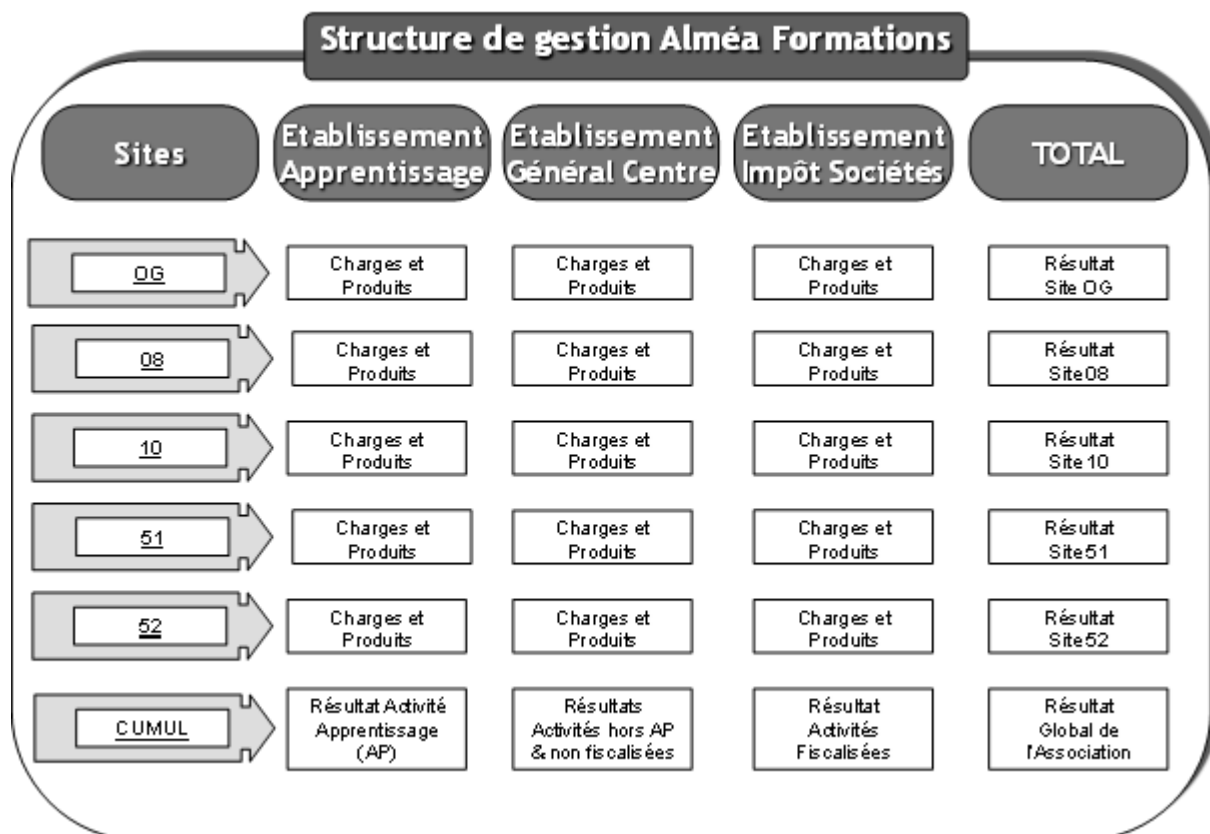 Structure de gestion Alméa Formations
Sites
Etablissement
Apprentissage
Etablissement
Général Centre
Etablissement
Impôt Sociétés
TOTAL
OG
Charges et
Produits
Charges et
Produits
Charges et
Produits
Résultat
Site OG
08
Charges et
Produits
Charges et
Produits
Charges et
Produits
Résultat
Site 08
10
Charges et
Produits
Charges et
Produits
Charges et
Produits
Résultat
Site 10
51
Charges et
Produits
Charges et
Produits
Charges et
Produits
Résultat
Site 51
52
Charges et
Produits
Charges et
Produits
Charges et
Produits
Résultat
Site 52
CUMUL
Résultat Activité
Apprentissage
(AP)
Résultats
Activités hors AP
& non fiscalisées
Résultat
Activités
Fiscalisées
Résultat
Global de
l'Association